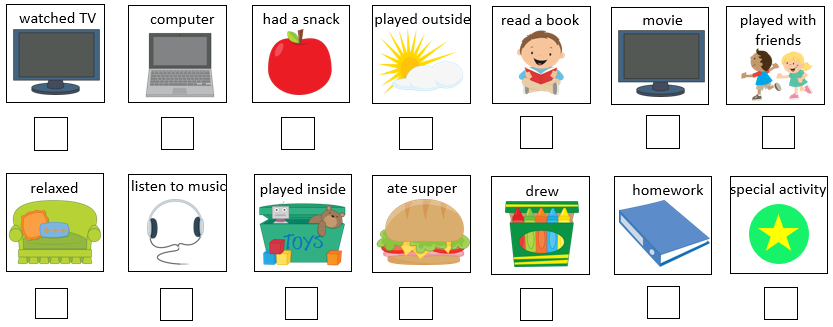 watched TV
computer
had a snack
played outside
read a book
movie
played with
friends
relaxed
listen to music
played inside
TOYS
ate supper
drew
homework
special activity